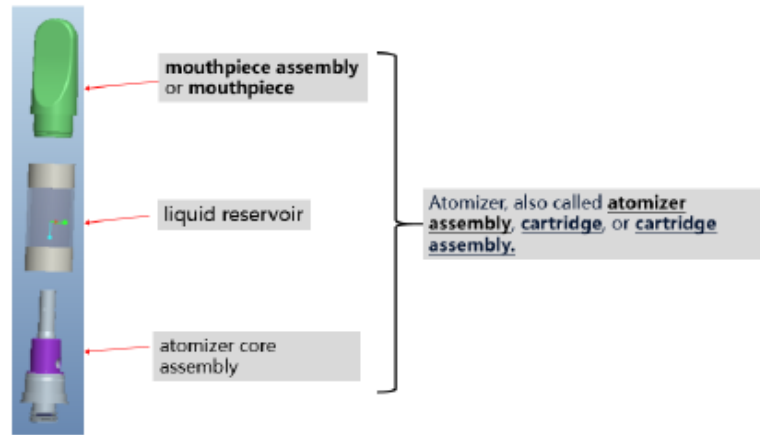 mouthpiece assembly
or mouthpiece
liquid reservoir
atomizer core
assembly
Atomizer, also called atomizer
assembly, cartridge, or cartridge
assembly.